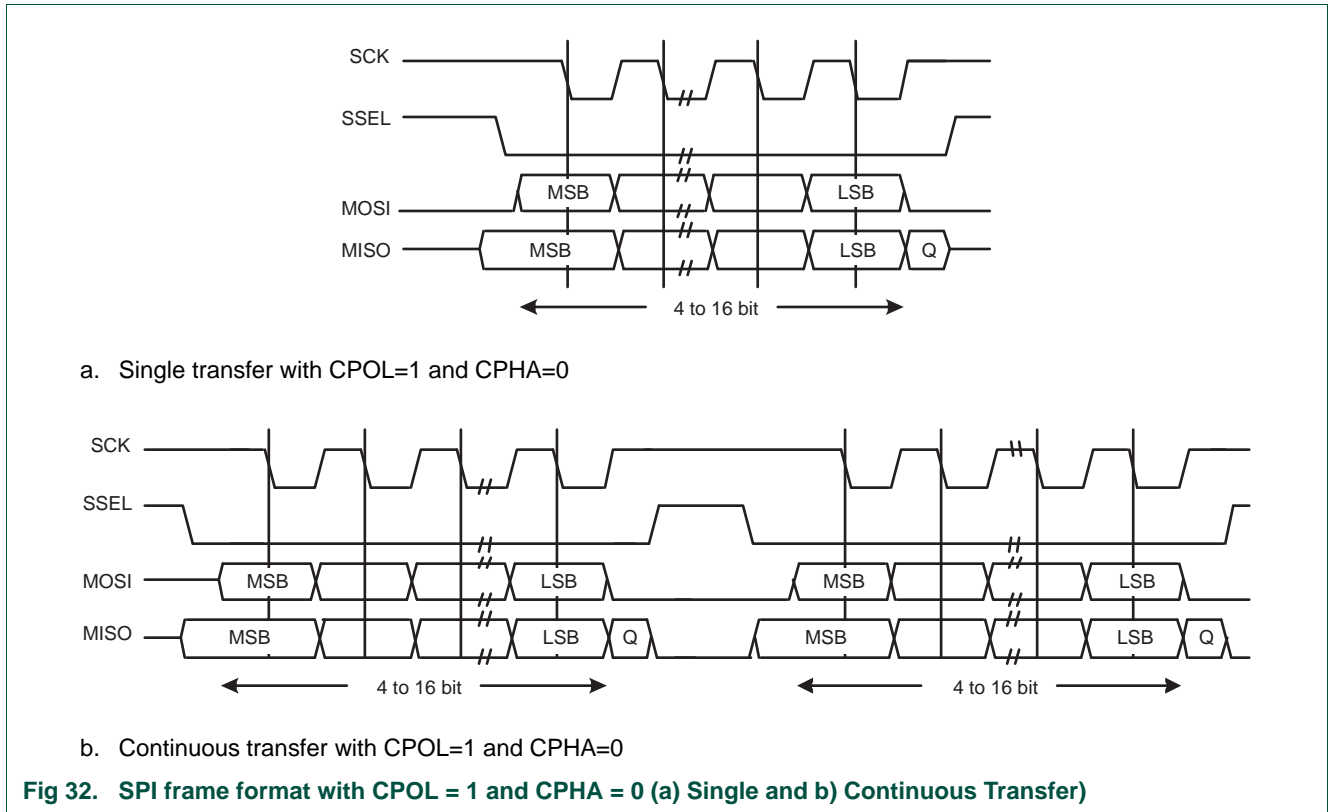 SCK
SSEL
MOSI
MSB
LSB
MISO
MSB
LSB
Q
4 to 16 bit
a. Single transfer with CPOL=1 and CPHA=0
SCK
SSEL
MOSI
MSB
LSB
MSB
LSB
MISO
MSB
LSB
Q
MSB
LSB
Q
4 to 16 bit
4 to 16 bit
b. Continuous transfer with CPOL=1 and CPHA=0
Fig 32. SPI frame format with CPOL = 1 and CPHA = 0 (a) Single and b) Continuous Transfer)